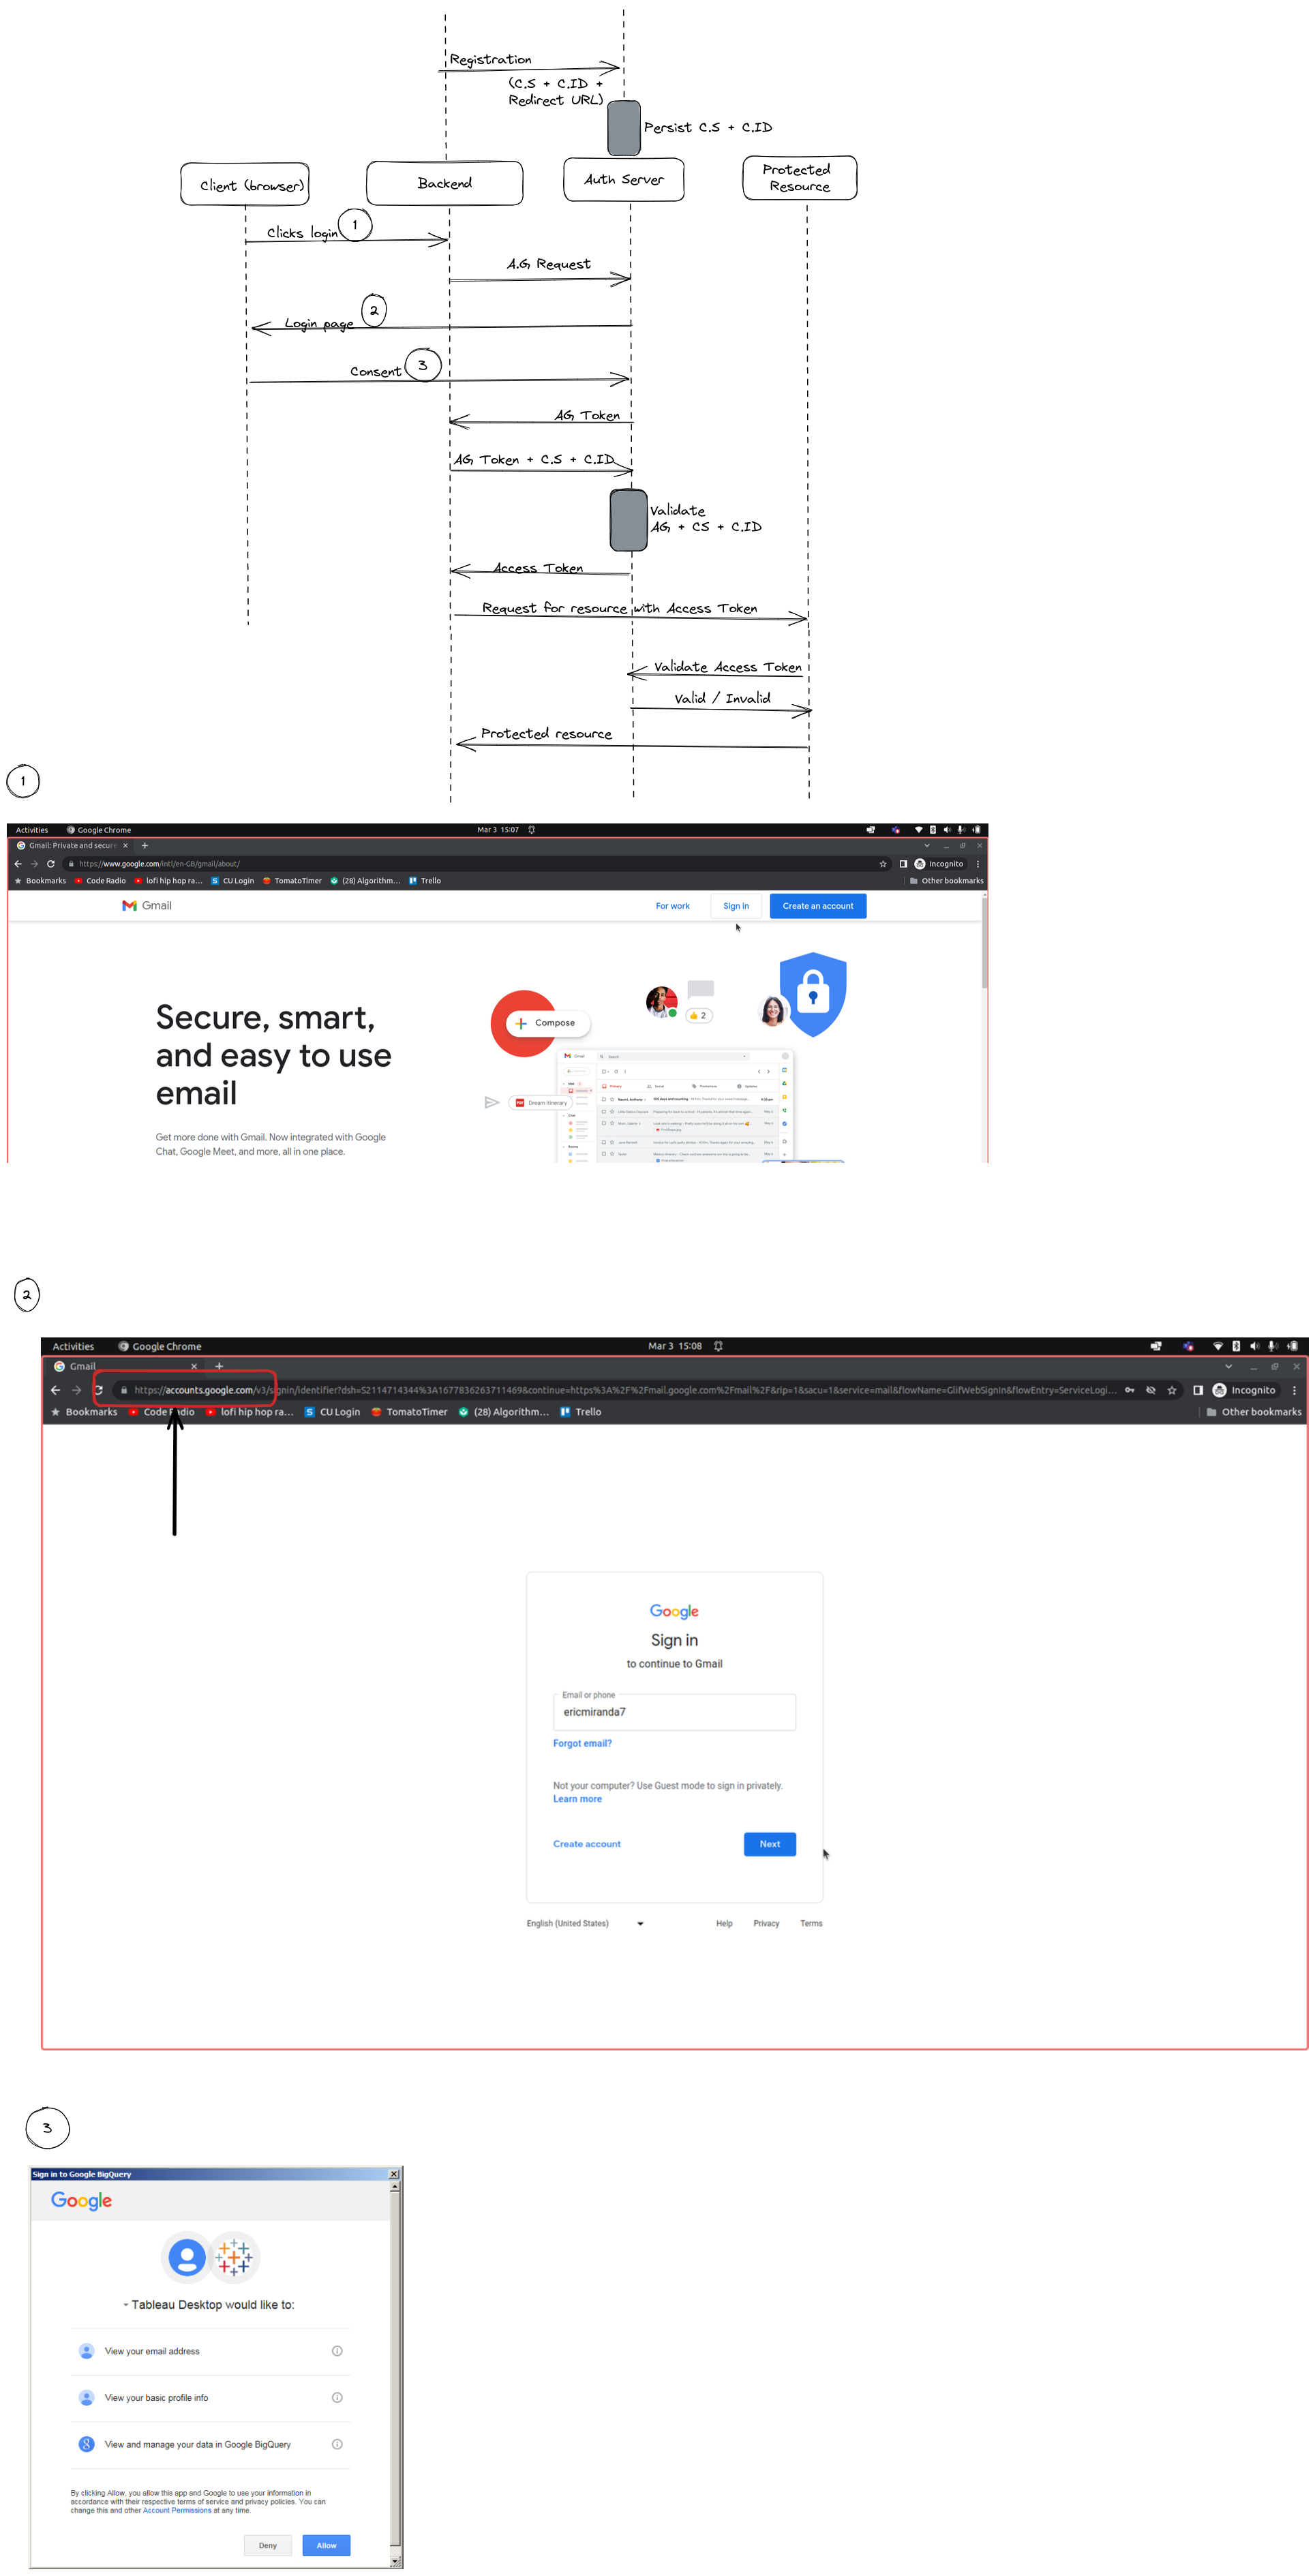 Registration
(C.S + C.ID +
Redirect URL)
Persist C.S + C.ID
Client (browser)
Backend
Auth Server
Protected
Resource
Clicks login
1
A.G Request
Login page
2
Consent
3
AG Token
AG Token + C.S + C.ID
Validate
AG + CS + C.ID
Access Token
Request for resource with Access Token
Validate Access Token
Valid / Invalid
Protected resource
1
Activities Google Chrome Mar 3 15:07
Gmail: Private and secure
https://www.google.com/intl/en-GB/gmail/about/ Incognito
Bookmarks Code Radio lofi hip hop ra... CU Login TomatoTimer (28) Algorithm... Trello Other bookmarks
Gmail For work Sign in Create an account
Secure, smart,
and easy to use
email
Get more done with Gmail. Now integrated with Google
Chat, Google Meet, and more, all in one place.
Compose
2
Gmail
Search
Primary Social Promotions Updates
PDF Dream Itinerary
2
Activities Google Chrome Mar 3 15:08
Gmail
https://accounts.google.com/v3/signin/identifier?dsh=S2114714344%3A1677836263711469&continue=https%3A%2F%2Fmail.google.com%2Fmail%2F&rip=1&sacu=1&service=mail&flowName=GlifWebSignIn&flowEntry=ServiceLogi... Incognito
Bookmarks Code Radio lofi hip hop ra... CU Login TomatoTimer (28) Algorithm... Trello Other bookmarks
Google
Sign in
to continue to Gmail
Email or phone
ericmiranda7
Forgot email?
Not your computer? Use Guest mode to sign in privately.
Learn more
Create account Next
English (United States) Help Privacy Terms
3
Sign in to Google BigQuery
Google
Tableau Desktop would like to:
View your email address
View your basic profile info
View and manage your data in Google BigQuery
By clicking Allow, you allow this app and Google to use your information in
accordance with their respective terms of service and privacy policies. You can
change this and other Account Permissions at any time.
Deny Allow